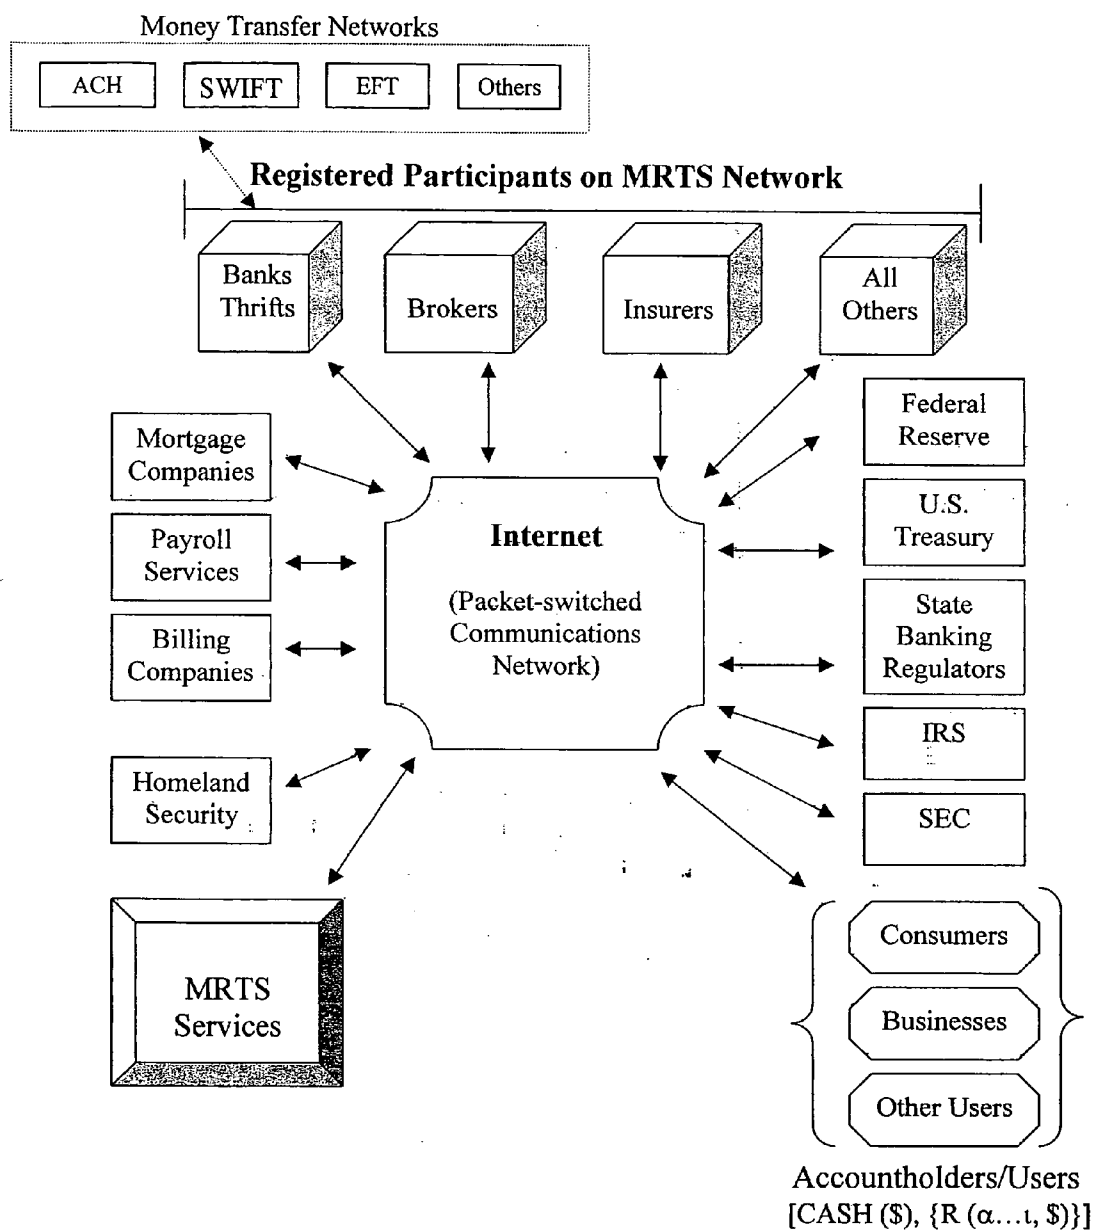 Money Transfer Networks
ACH
SWIFT
EFT
Others
Registered Participants on MRTS Network
Banks
Thrifts
Brokers
Insurers
All
Others
Mortgage
Companies
Payroll
Services
Billing
Companies
Homeland
Security
Internet
(Packet-switched
Communications
Network)
Federal
Reserve
U.S.
Treasury
State
Banking
Regulators
IRS
SEC
MRTS
Services
Consumers
Businesses
Other Users
Accountholders/Users
[CASH ($), {R (α…ι, $)}]